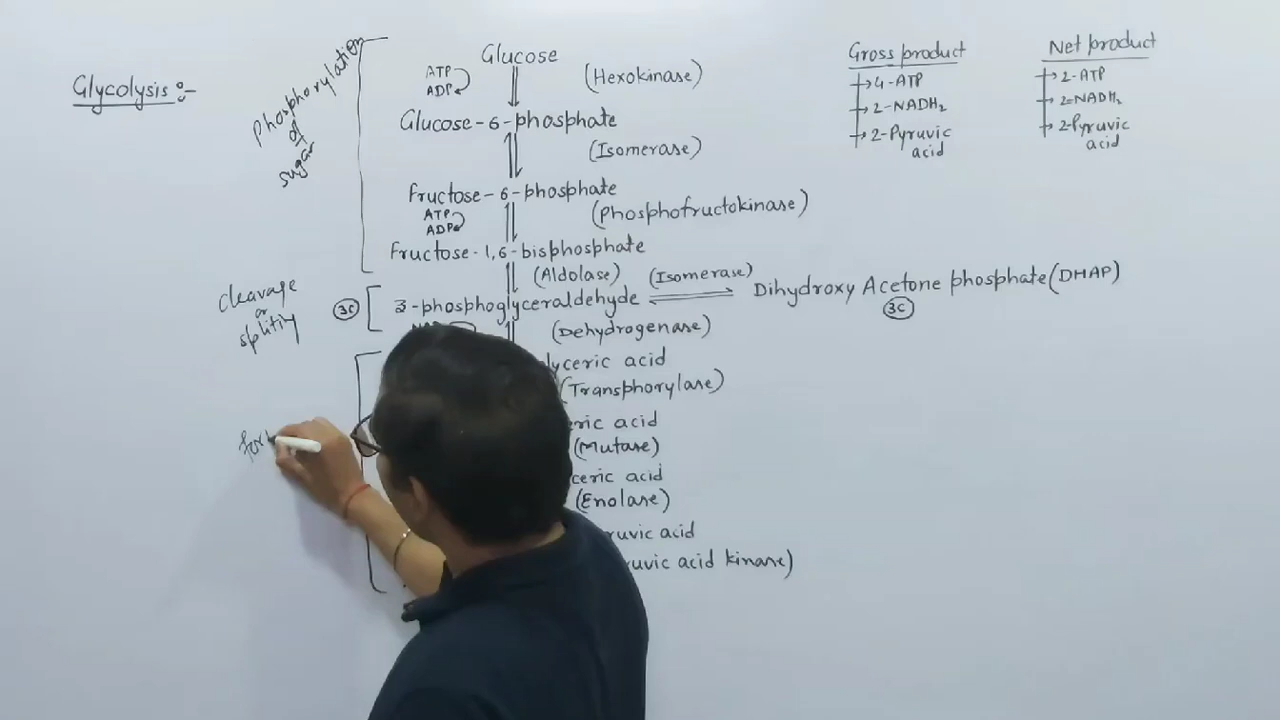 Glycolysis :-
Phosphorylation
of
sugar
cleavage
or
3C
Glucose
ATP
ADP
(Hexokinase)
Glucose-6-phosphate
(Isomerase)
Fructose-6-phosphate
ATP
ADP
(Phosphofructokinase)
Fructose-1,6-bisphosphate
(Aldolase)
3-phosphoglyceraldehyde
(Isomerase)
Dihydroxy Acetone phosphate(DHAP)
3C
(Dehydrogenase)
lyceric acid
(Transphorylase)
eric acid
(Mutase)
ceric acid
(Enolase)
ruvic acid
uvic acid kinase)
for
Gross product
→ 4-ATP
→ 2-NADH₂
→ 2-Pyruvic
acid
Net product
→ 2-ATP
→ 2-NADH₂
→ 2-Pyruvic
acid